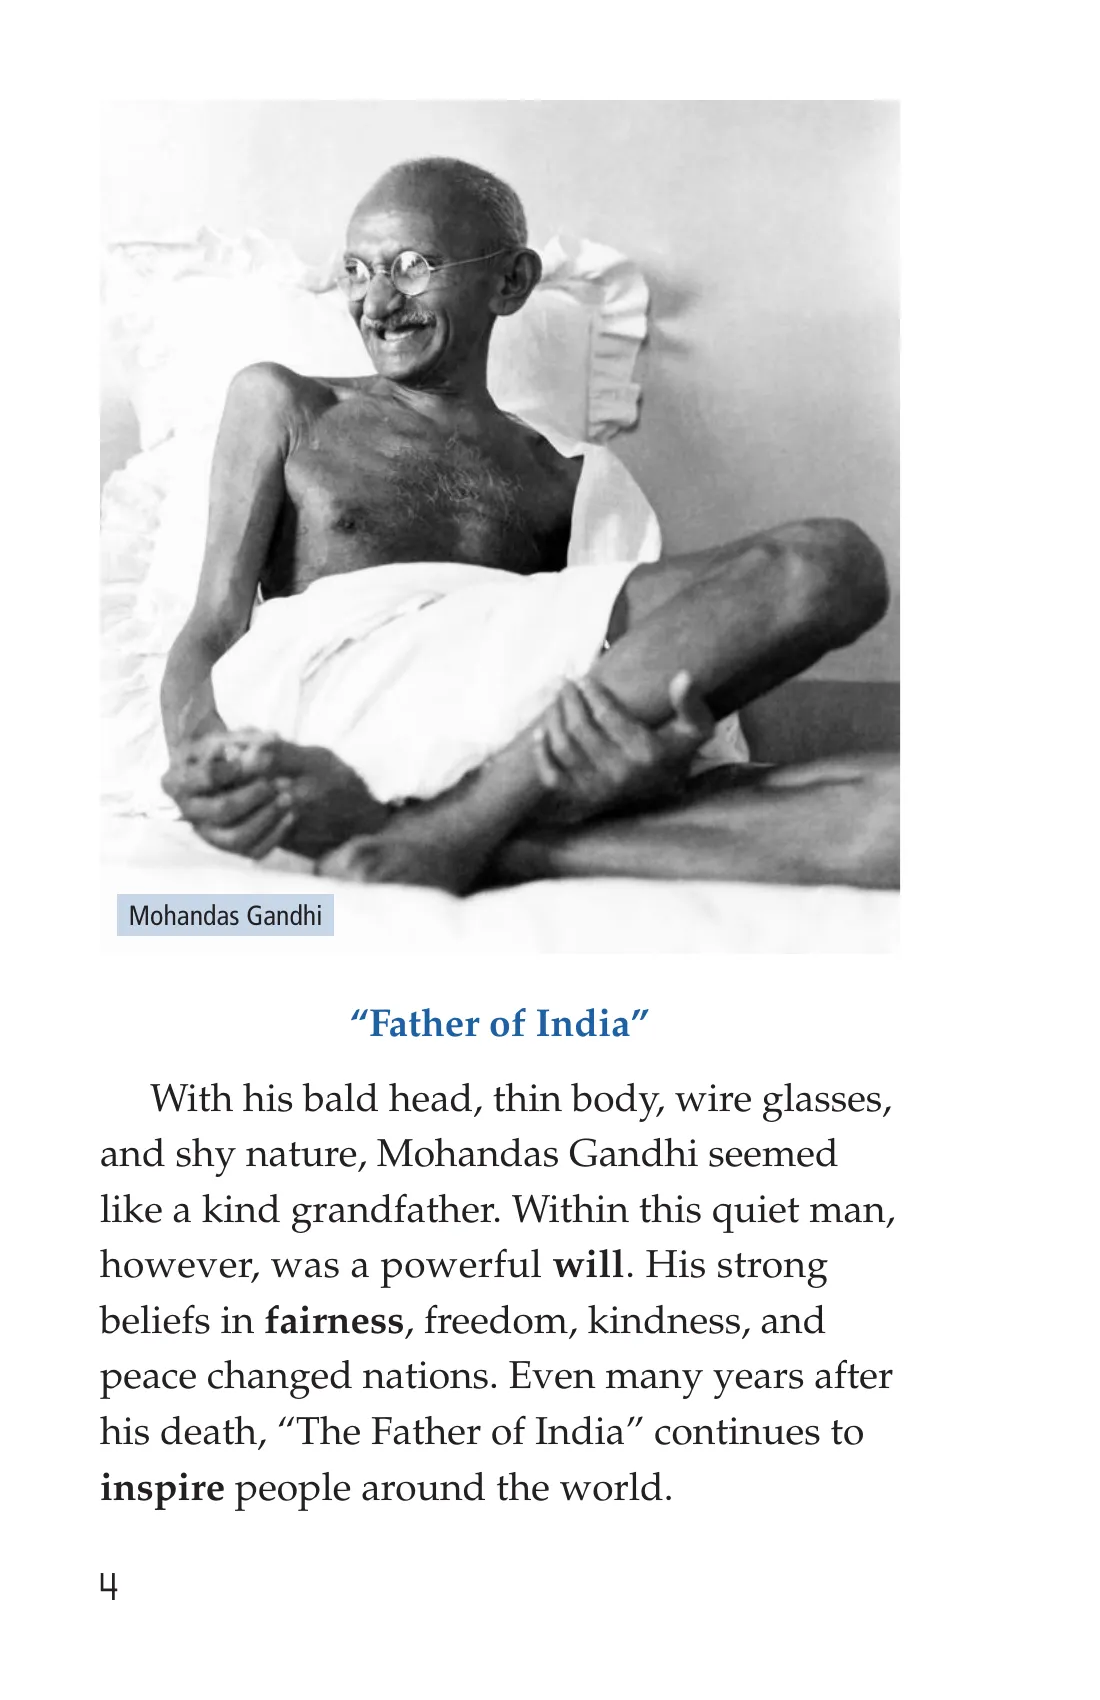 Mohandas Gandhi
“Father of India”
With his bald head, thin body, wire glasses,
and shy nature, Mohandas Gandhi seemed
like a kind grandfather. Within this quiet man,
however, was a powerful will. His strong
beliefs in fairness, freedom, kindness, and
peace changed nations. Even many years after
his death, “The Father of India” continues to
inspire people around the world.
4